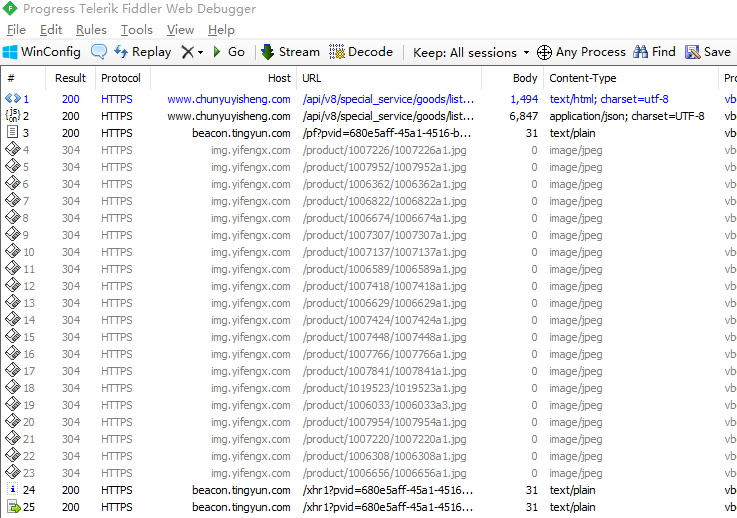 Progress Telerik Fiddler Web Debugger
File Edit Rules Tools View Help
WinConfig Replay Go Stream Decode Keep: All sessions Any Process Find Save
# Result Protocol Host URL Body Content-Type Pro
1 200 HTTPS www.chunyuyisheng.com /api/v8/special_service/goods/list... 1,494 text/html; charset=utf-8 vb
2 200 HTTPS www.chunyuyisheng.com /api/v8/special_service/goods/list... 6,847 application/json; charset=UTF-8 vb
3 200 HTTPS beacon.tingyun.com /pf?pvid=680e5aff-45a1-4516-b... 31 text/plain vb
4 304 HTTPS img.yifengx.com /product/1007226/1007226a1.jpg 0 image/jpeg vb
5 304 HTTPS img.yifengx.com /product/1007952/1007952a1.jpg 0 image/jpeg vb
6 304 HTTPS img.yifengx.com /product/1006362/1006362a1.jpg 0 image/jpeg vb
7 304 HTTPS img.yifengx.com /product/1006822/1006822a1.jpg 0 image/jpeg vb
8 304 HTTPS img.yifengx.com /product/1006674/1006674a1.jpg 0 image/jpeg vb
9 304 HTTPS img.yifengx.com /product/1007307/1007307a1.jpg 0 image/jpeg vb
10 304 HTTPS img.yifengx.com /product/1007137/1007137a1.jpg 0 image/jpeg vb
11 304 HTTPS img.yifengx.com /product/1006589/1006589a1.jpg 0 image/jpeg vb
12 304 HTTPS img.yifengx.com /product/1007418/1007418a1.jpg 0 image/jpeg vb
13 304 HTTPS img.yifengx.com /product/1006629/1006629a1.jpg 0 image/jpeg vb
14 304 HTTPS img.yifengx.com /product/1007424/1007424a1.jpg 0 image/jpeg vb
15 304 HTTPS img.yifengx.com /product/1007448/1007448a1.jpg 0 image/jpeg vb
16 304 HTTPS img.yifengx.com /product/1007766/1007766a1.jpg 0 image/jpeg vb
17 304 HTTPS img.yifengx.com /product/1007841/1007841a1.jpg 0 image/jpeg vb
18 304 HTTPS img.yifengx.com /product/1019523/1019523a1.jpg 0 image/jpeg vb
19 304 HTTPS img.yifengx.com /product/1006033/1006033a3.jpg 0 image/jpeg vb
20 304 HTTPS img.yifengx.com /product/1007954/1007954a1.jpg 0 image/jpeg vb
21 304 HTTPS img.yifengx.com /product/1007220/1007220a1.jpg 0 image/jpeg vb
22 304 HTTPS img.yifengx.com /product/1006308/1006308a1.jpg 0 image/jpeg vb
23 304 HTTPS img.yifengx.com /product/1006656/1006656a1.jpg 0 image/jpeg vb
24 200 HTTPS beacon.tingyun.com /xhr1?pvid=680e5aff-45a1-4516... 31 text/plain vb
25 200 HTTPS beacon.tingyun.com /xhr1?pvid=680e5aff-45a1-4516... 31 text/plain vb